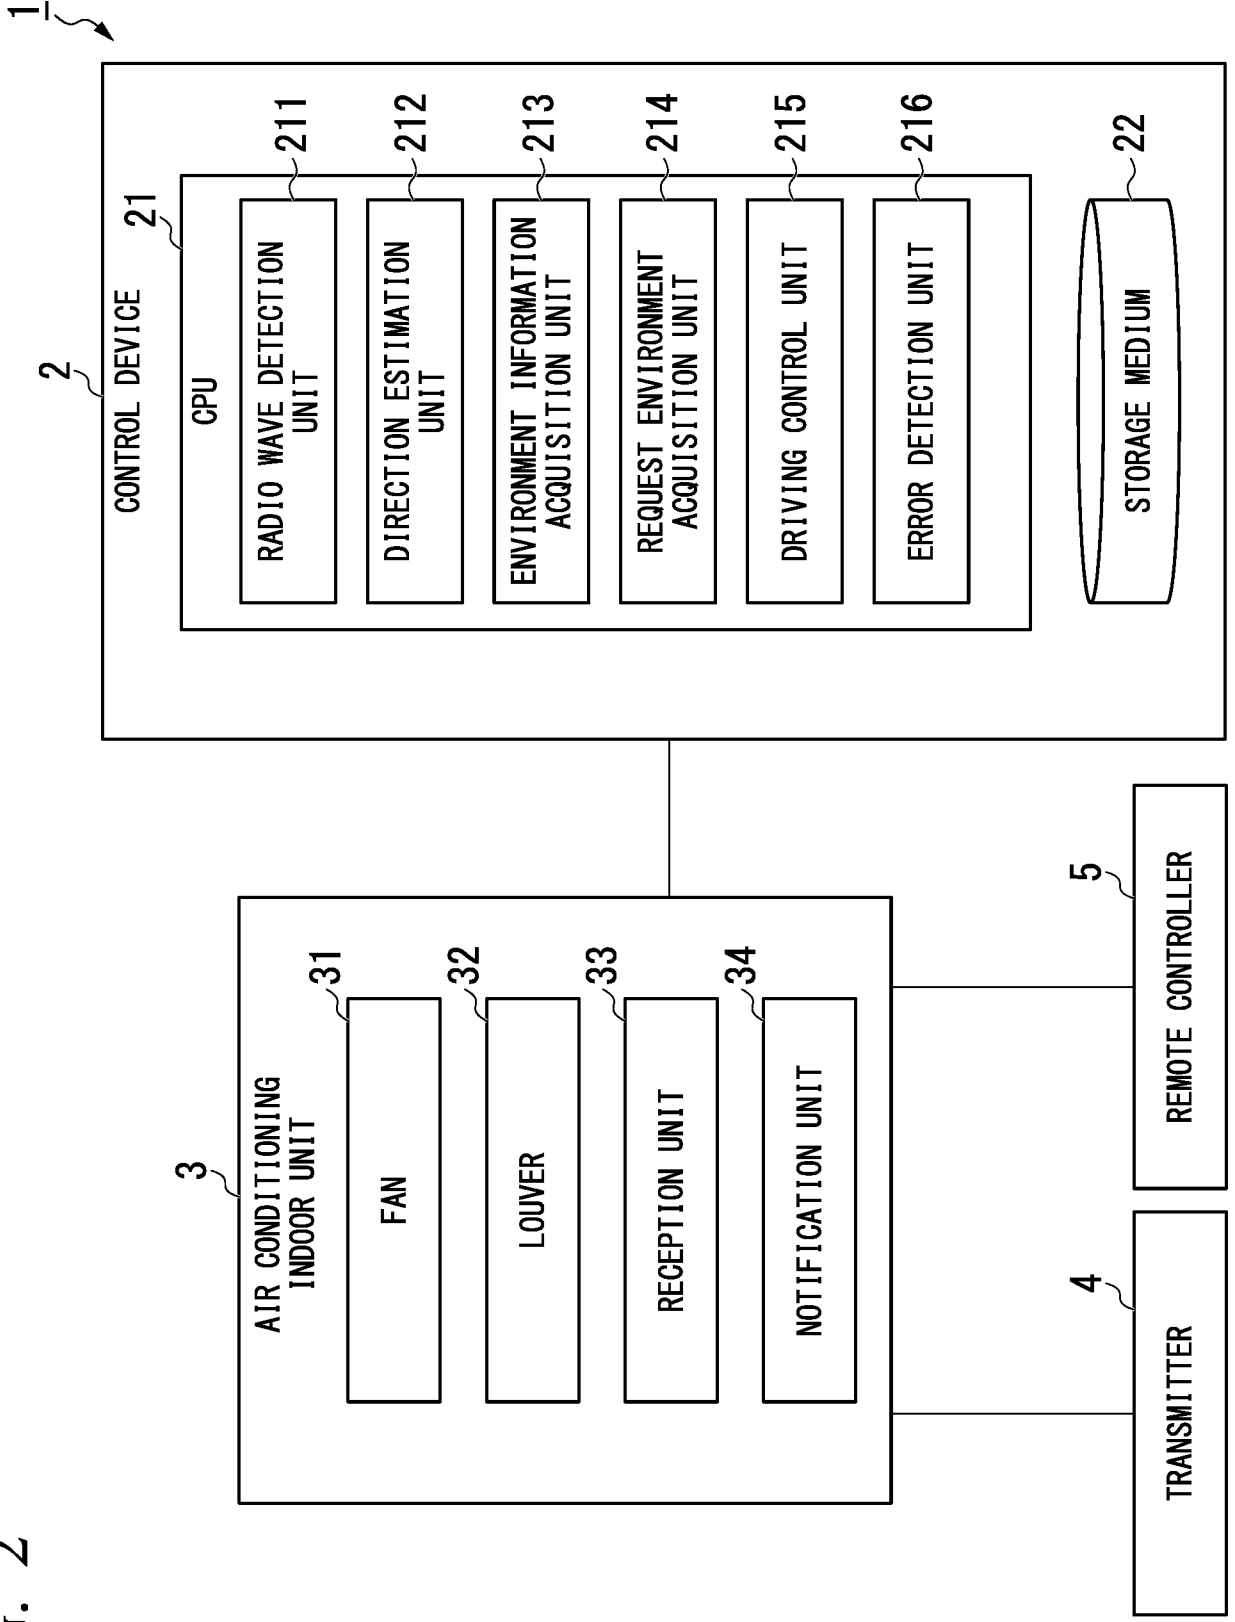 . 2
1
3
AIR CONDITIONING
INDOOR UNIT
31
FAN
32
LOUVER
33
RECEPTION UNIT
34
NOTIFICATION UNIT
4
TRANSMITTER
5
REMOTE CONTROLLER
2
CONTROL DEVICE
21
CPU
RADIO WAVE DETECTION
UNIT
211
DIRECTION ESTIMATION
UNIT
212
ENVIRONMENT INFORMATION
ACQUISITION UNIT
213
REQUEST ENVIRONMENT
ACQUISITION UNIT
214
DRIVING CONTROL UNIT
215
ERROR DETECTION UNIT
216
STORAGE MEDIUM
22